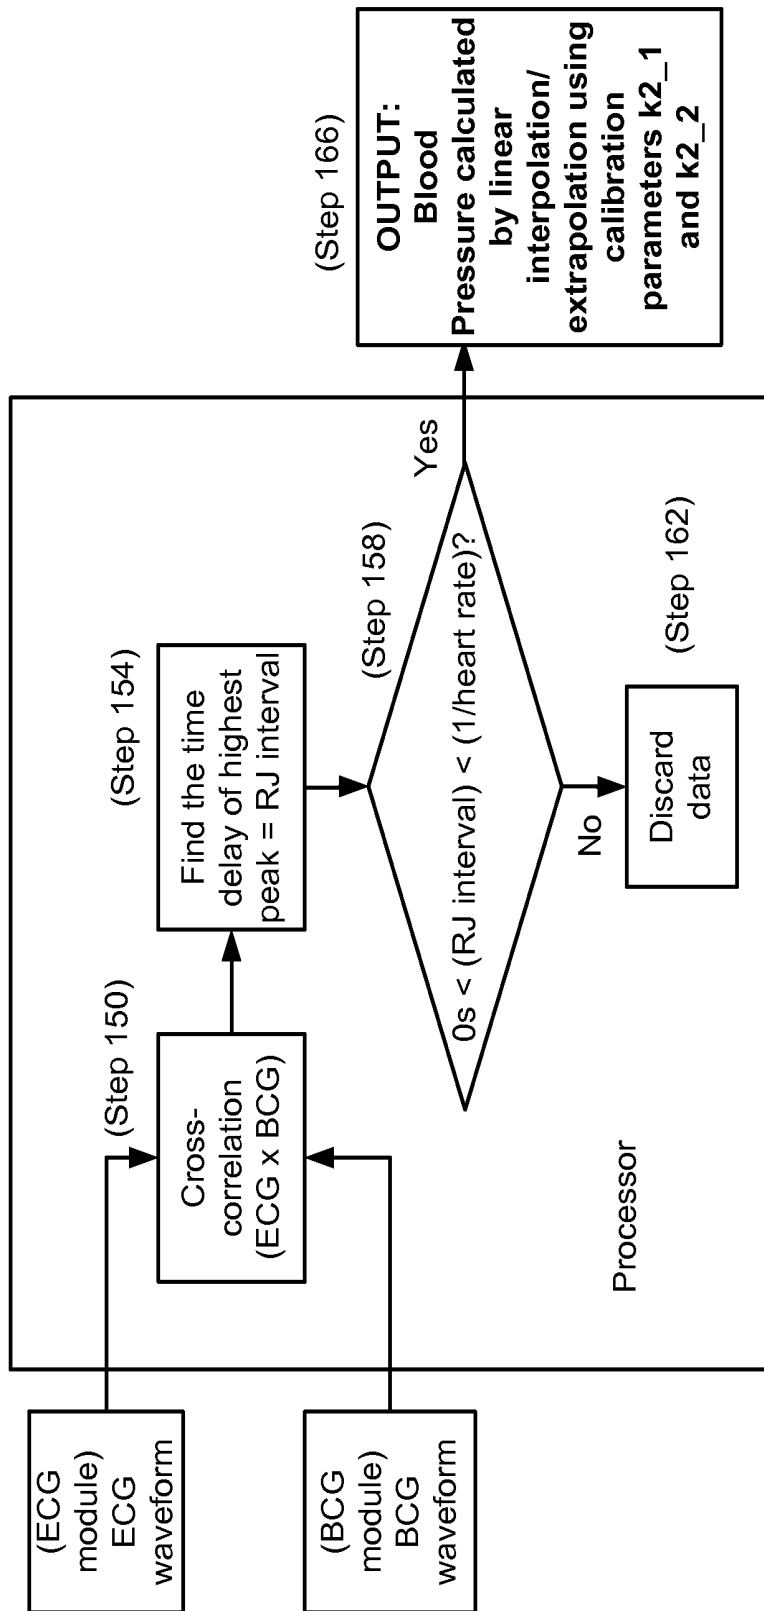 (ECG
module)
ECG
waveform
(BCG
module)
BCG
waveform
(Step 150)
Cross-
correlation
(ECG x BCG)
(Step 154)
Find the time
delay of highest
peak = RJ interval
(Step 158)
0s < (RJ interval) < (1/heart rate)?
Yes
No
(Step 162)
Discard
data
Processor
(Step 166)
OUTPUT:
Blood
Pressure calculated
by linear
interpolation/
extrapolation using
calibration
parameters k2_1
and k2_2